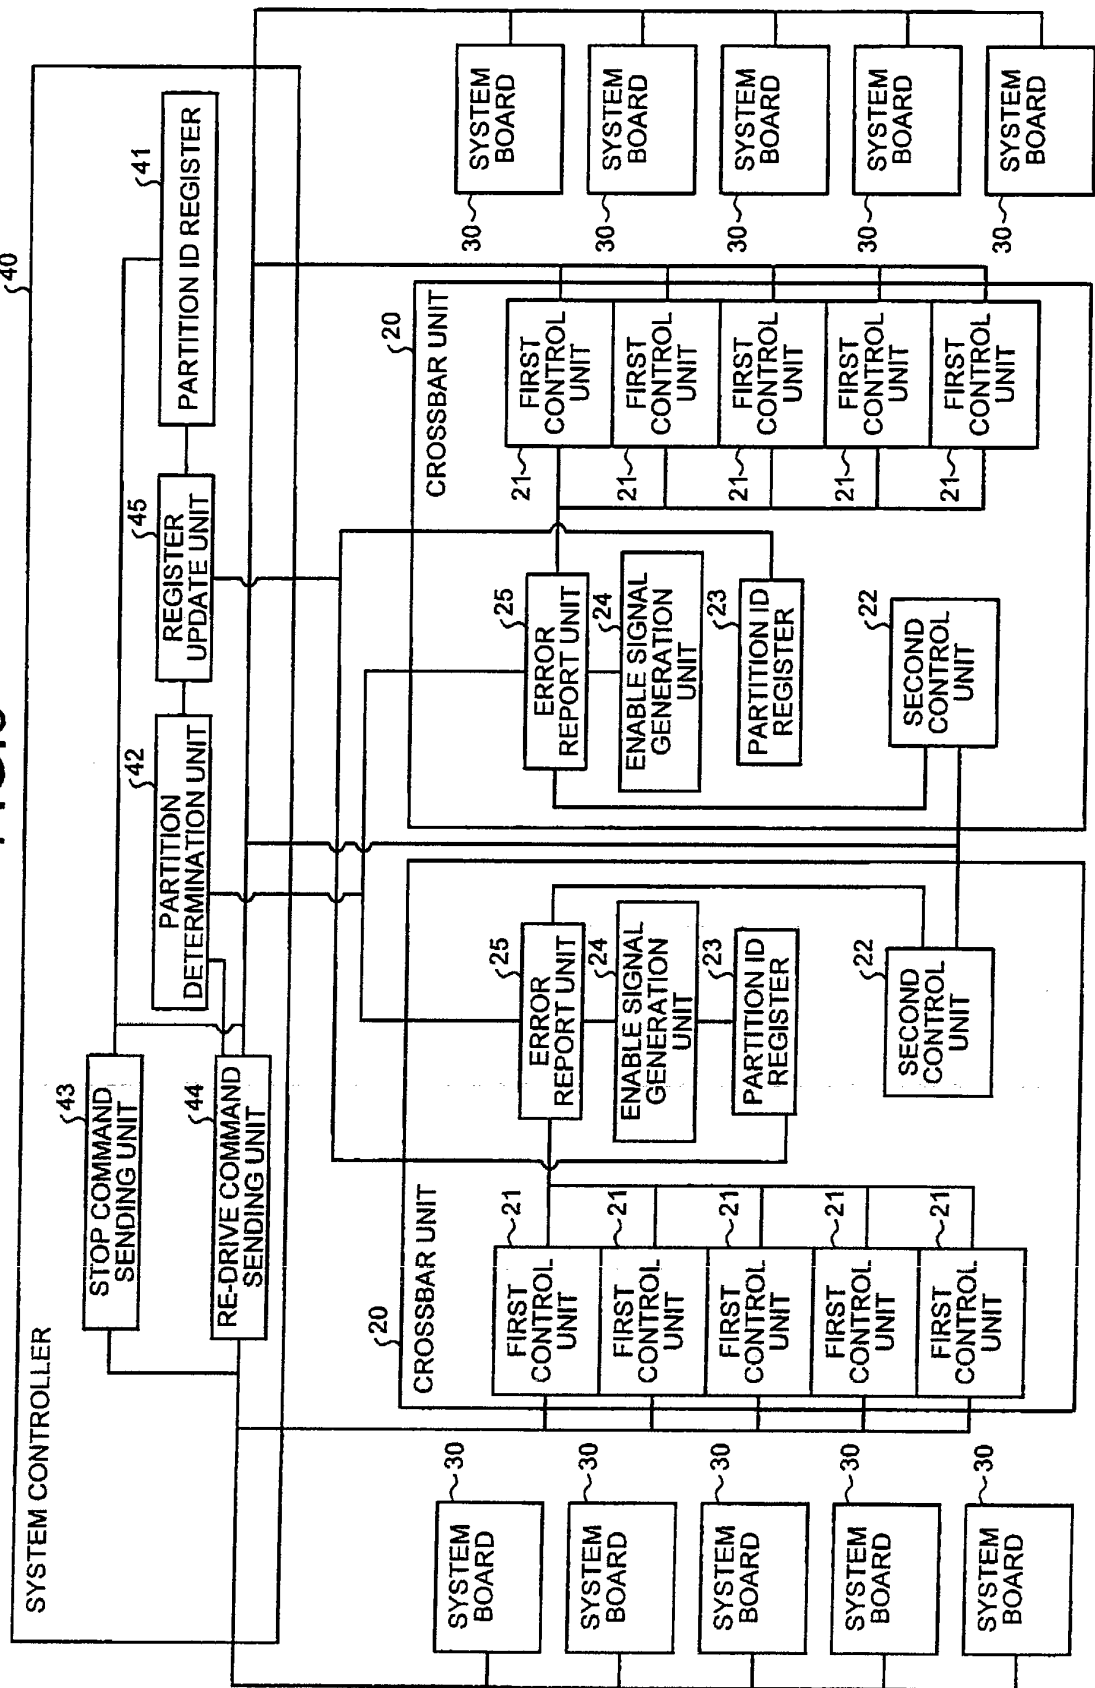 40
SYSTEM CONTROLLER
43
STOP COMMAND
SENDING UNIT
44
RE-DRIVE COMMAND
SENDING UNIT
42
PARTITION
DETERMINATION UNIT
45
REGISTER
UPDATE UNIT
41
PARTITION ID REGISTER
20
CROSSBAR UNIT
21
FIRST
CONTROL
UNIT
21
FIRST
CONTROL
UNIT
21
FIRST
CONTROL
UNIT
21
FIRST
CONTROL
UNIT
21
FIRST
CONTROL
UNIT
25
ERROR
REPORT UNIT
24
ENABLE SIGNAL
GENERATION
UNIT
23
PARTITION ID
REGISTER
22
SECOND
CONTROL
UNIT
20
CROSSBAR UNIT
25
ERROR
REPORT UNIT
24
ENABLE SIGNAL
GENERATION
UNIT
23
PARTITION ID
REGISTER
22
SECOND
CONTROL
UNIT
21
FIRST
CONTROL
UNIT
21
FIRST
CONTROL
UNIT
21
FIRST
CONTROL
UNIT
21
FIRST
CONTROL
UNIT
21
FIRST
CONTROL
UNIT
30
SYSTEM
BOARD
30
SYSTEM
BOARD
30
SYSTEM
BOARD
30
SYSTEM
BOARD
30
SYSTEM
BOARD
30
SYSTEM
BOARD
30
SYSTEM
BOARD
30
SYSTEM
BOARD
30
SYSTEM
BOARD
30
SYSTEM
BOARD